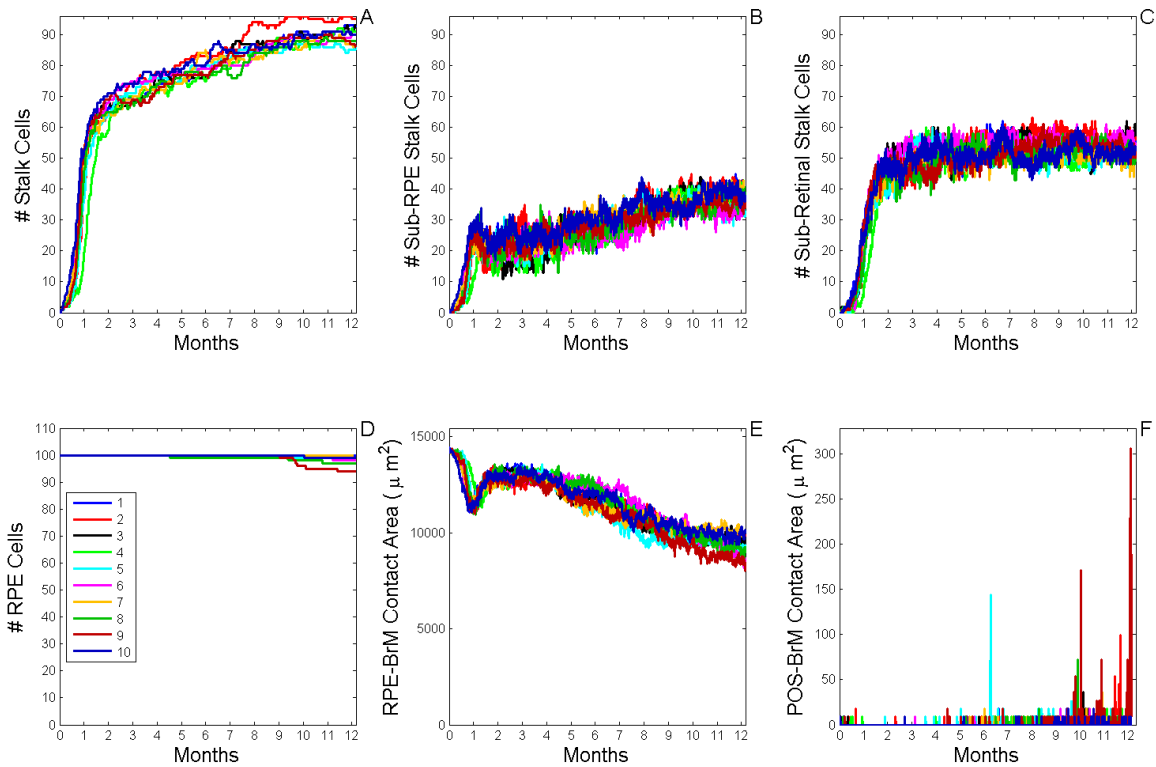 A
# Stalk Cells
90
80
70
60
50
40
30
20
10
0
0 1 2 3 4 5 6 7 8 9 10 11 12
Months
B
# Sub-RPE Stalk Cells
90
80
70
60
50
40
30
20
10
0
0 1 2 3 4 5 6 7 8 9 10 11 12
Months
C
# Sub-Retinal Stalk Cells
90
80
70
60
50
40
30
20
10
0
0 1 2 3 4 5 6 7 8 9 10 11 12
Months
D
# RPE Cells
110
100
90
80
70
60
50
40
30
20
10
0
1
2
3
4
5
6
7
8
9
10
0 1 2 3 4 5 6 7 8 9 10 11 12
Months
E
RPE-BrM Contact Area ( μ m²)
15000
10000
5000
0
0 1 2 3 4 5 6 7 8 9 10 11 12
Months
F
POS-BrM Contact Area ( μ m²)
300
250
200
150
100
50
0
0 1 2 3 4 5 6 7 8 9 10 11 12
Months